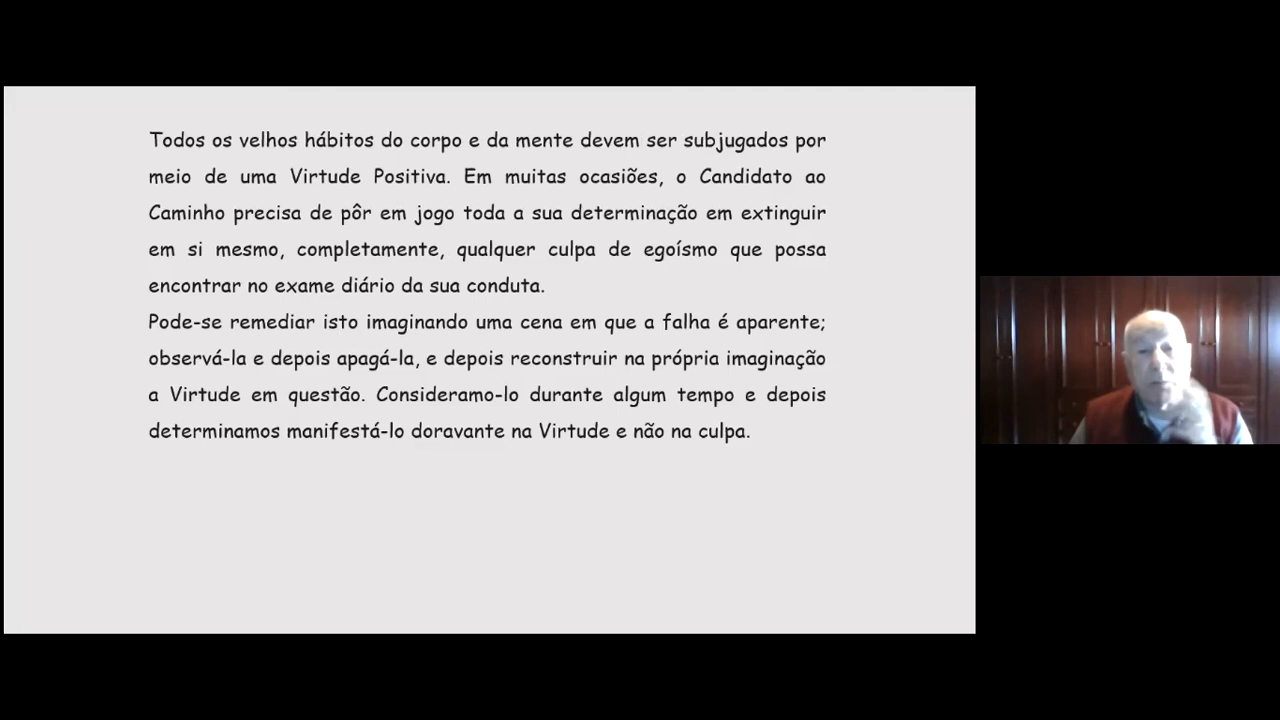 Todos os velhos hábitos do corpo e da mente devem ser subjugados por
meio de uma Virtude Positiva. Em muitas ocasiões, o Candidato ao
Caminho precisa de pôr em jogo toda a sua determinação em extinguir
em si mesmo, completamente, qualquer culpa de egoísmo que possa
encontrar no exame diário da sua conduta.
Pode-se remediar isto imaginando uma cena em que a falha é aparente;
observá-la e depois apagá-la, e depois reconstruir na própria imaginação
a Virtude em questão. Consideramo-lo durante algum tempo e depois
determinamos manifestá-lo doravante na Virtude e não na culpa.